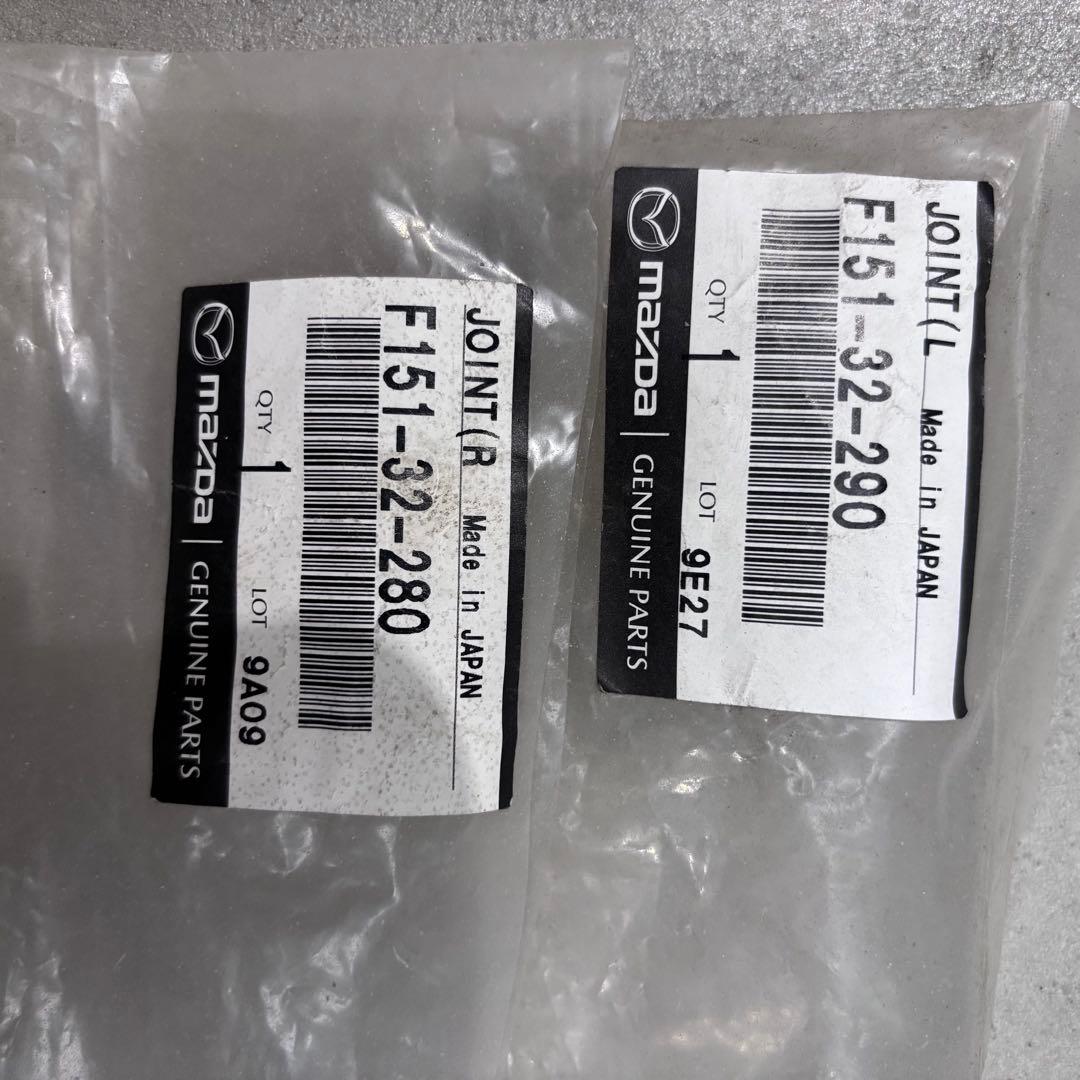 JOINT(R Made in JAPAN
F151-32-280
QTY 1 LOT 9A09
mazda | GENUINE PARTS
JOINT(L Made in JAPAN
F151-32-290
QTY 1 LOT 9E27
mazda | GENUINE PARTS